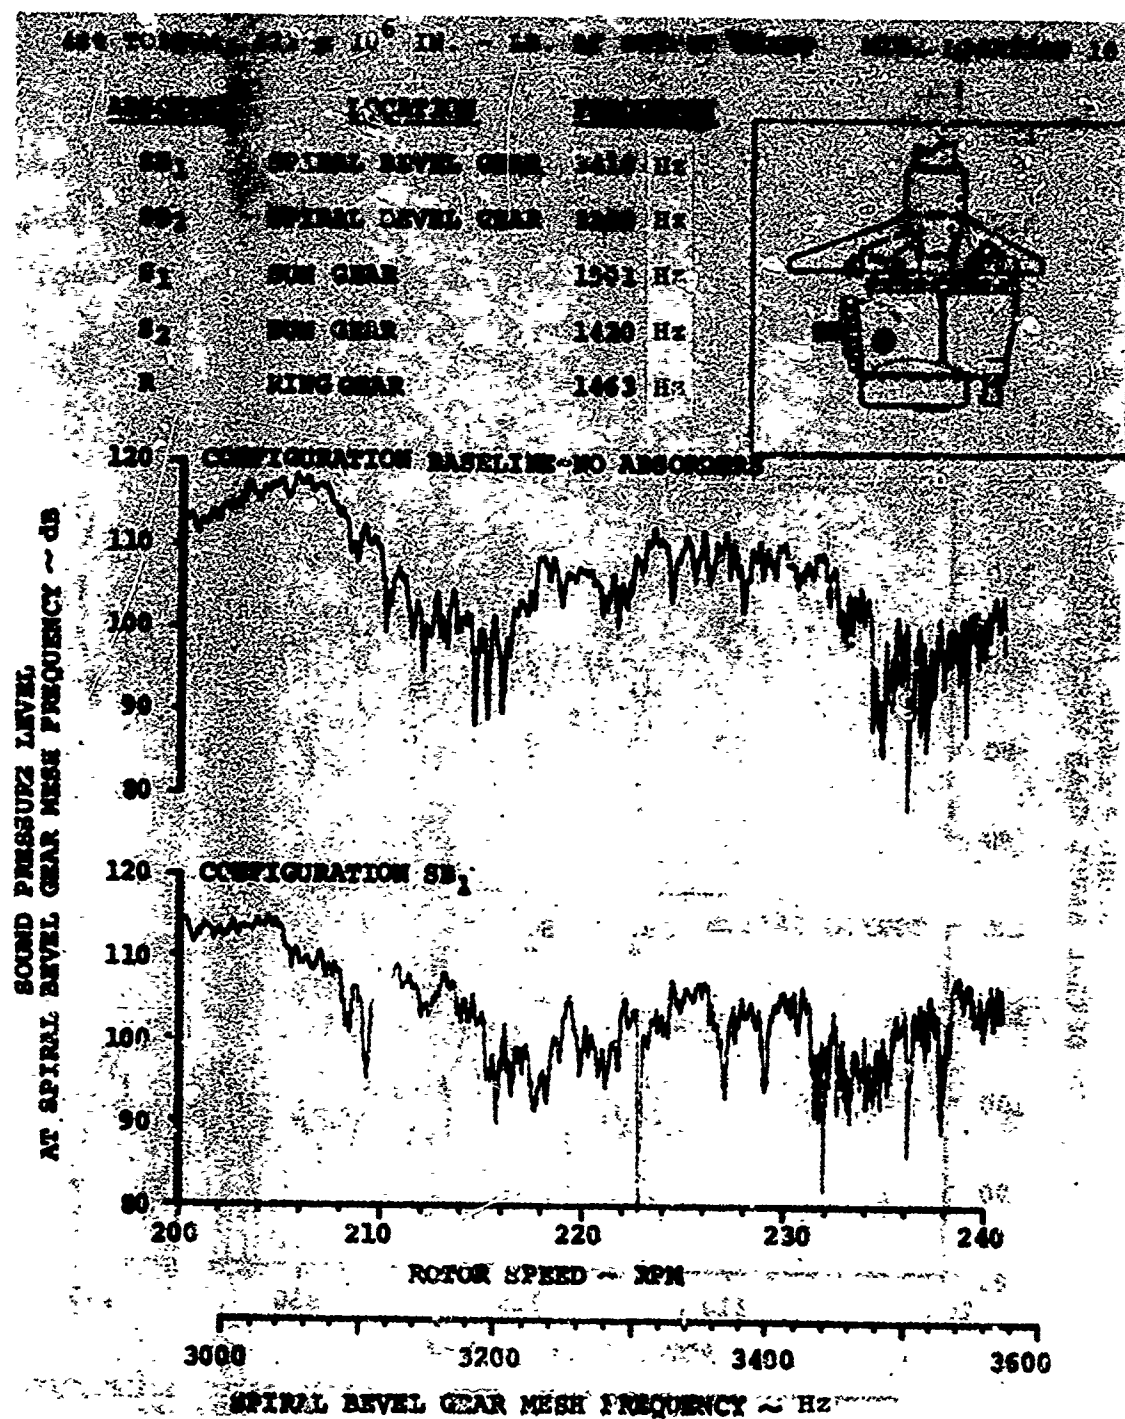 10⁶ IN. - LB.
LOCATION
SB₁ SPIRAL BEVEL GEAR Hz
SB₂ SPIRAL BEVEL GEAR Hz
S₁ SUN GEAR Hz
S₂ SUN GEAR 1420 Hz
R RING GEAR 1463 Hz
CONFIGURATION BASELINE-NO ABSORBERS
120
110
100
90
80
CONFIGURATION SB₁
120
110
100
90
80
SOUND PRESSURE LEVEL
AT SPIRAL BEVEL GEAR MESH FREQUENCY ~ dB
200 210 220 230 240
ROTOR SPEED ~ RPM
3000 3200 3400 3600
SPIRAL BEVEL GEAR MESH FREQUENCY ~ Hz